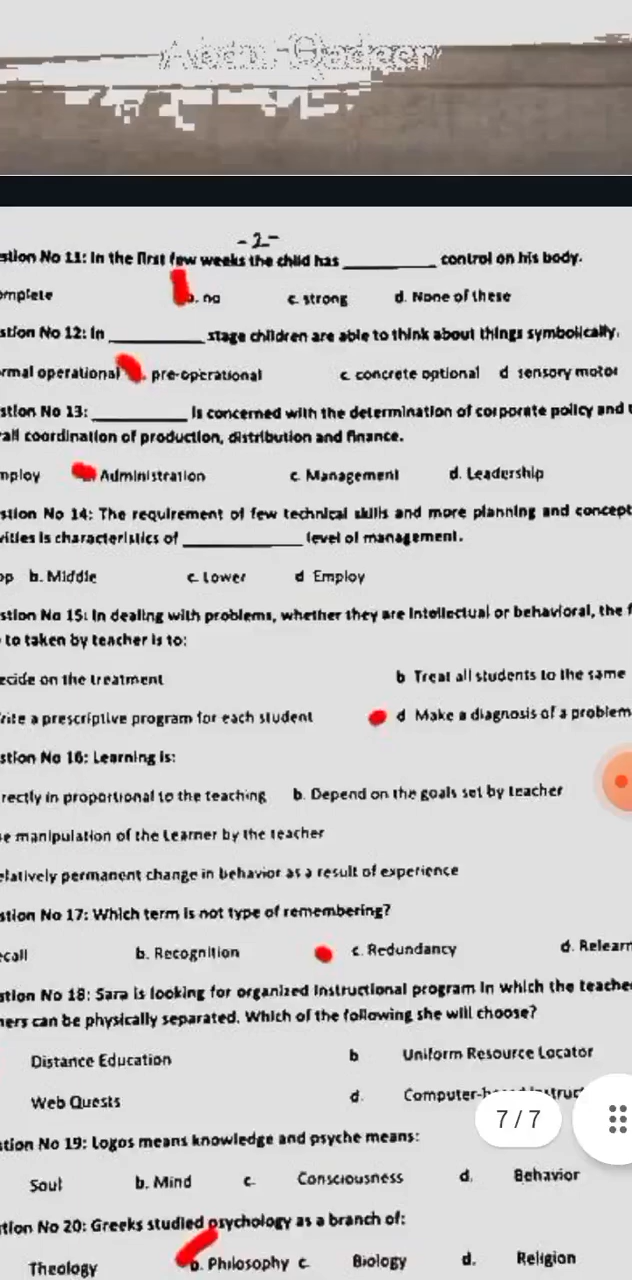 Abdul-Qadeer
-2-
stion No 11: In the first few weeks the child has __________ control on his body.
omplete b. no c. strong d. None of these
stion No 12: In __________ stage children are able to think about things symbolically.
rmal operational . pre-operational c concrete optional d sensory motor
stion No 13: __________ is concerned with the determination of corporate policy and t
all coordination of production, distribution and finance.
mploy Administration c. Management d. Leadership
stion No 14: The requirement of few technical skills and more planning and concept
vities is characteristics of ____________ level of management.
op b. Middle c. Lower d Employ
stion No 15: In dealing with problems, whether they are intellectual or behavioral, the f
to taken by teacher is to:
ecide on the treatment b Treat all students to the same
rite a prescriptive program for each student d Make a diagnosis of a problem
stion No 16: Learning is:
rectly in proportional to the teaching b. Depend on the goals set by teacher
e manipulation of the Learner by the teacher
elatively permanent change in behavior as a result of experience
stion No 17: Which term is not type of remembering?
ecall b. Recognition c. Redundancy d. Relearn
stion No 18: Sara is looking for organized instructional program in which the teache
ners can be physically separated. Which of the following she will choose?
Distance Education b Uniform Resource Locator
Web Quests d. Computer-based instruct
7 / 7
stion No 19: Logos means knowledge and psyche means:
Soul b. Mind c. Consciousness d. Behavior
tion No 20: Greeks studied psychology as a branch of:
Theology b. Philosophy c. Biology d. Religion